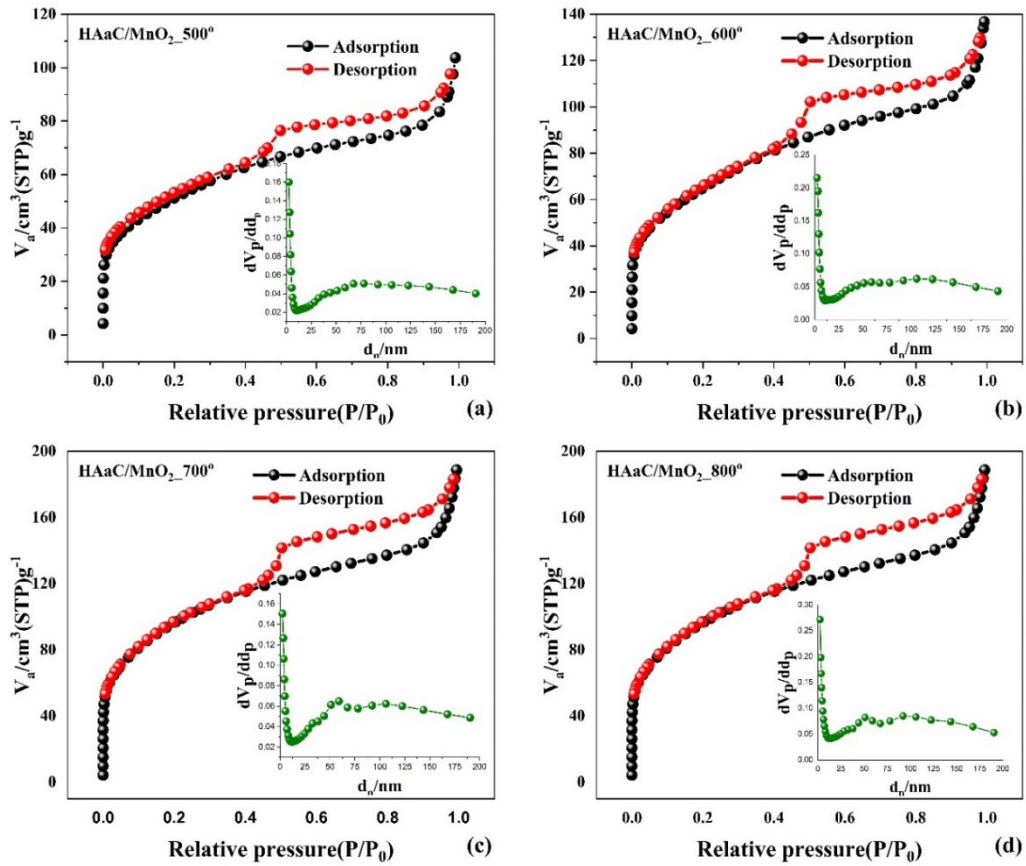 HAaC/MnO₂_500°
Adsorption
Desorption
Vₐ/cm³(STP)g⁻¹
120
100
80
60
40
20
0
0.0 0.2 0.4 0.6 0.8 1.0
Relative pressure(P/P₀)
(a)
dVp/ddₚ
0.18
0.16
0.14
0.12
0.10
0.08
0.06
0.04
0.02
0 25 50 75 100 125 150 175 200
dₚ/nm
HAaC/MnO₂_600°
Adsorption
Desorption
Vₐ/cm³(STP)g⁻¹
140
120
100
80
60
40
20
0
0.0 0.2 0.4 0.6 0.8 1.0
Relative pressure(P/P₀)
(b)
dVp/ddp
0.25
0.20
0.15
0.10
0.05
0.00
0 25 50 75 100 125 150 175 200
dₚ/nm
HAaC/MnO₂_700°
Adsorption
Desorption
Vₐ/cm³(STP)g⁻¹
200
160
120
80
40
0
0.0 0.2 0.4 0.6 0.8 1.0
Relative pressure(P/P₀)
(c)
dVp/ddp
0.16
0.14
0.12
0.10
0.08
0.06
0.04
0.02
0 25 50 75 100 125 150 175 200
dₚ/nm
HAaC/MnO₂_800°
Adsorption
Desorption
Vₐ/cm³(STP)g⁻¹
200
160
120
80
40
0
0.0 0.2 0.4 0.6 0.8 1.0
Relative pressure(P/P₀)
(d)
dVp/ddp
0.30
0.25
0.20
0.15
0.10
0.05
0.00
0 25 50 75 100 125 150 175 200
dₚ/nm